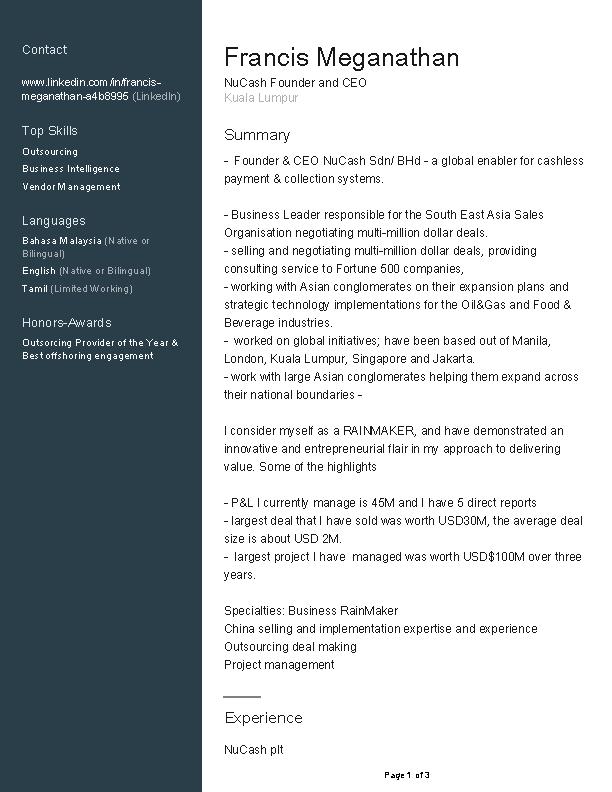 Contact
www.linkedin.com/in/francis-
meganathan-a4b8995 (LinkedIn)
Top Skills
Outsourcing
Business Intelligence
Vendor Management
Languages
Bahasa Malaysia (Native or
Bilingual)
English (Native or Bilingual)
Tamil (Limited Working)
Honors-Awards
Outsorcing Provider of the Year &
Best offshoring engagement
Francis Meganathan
NuCash Founder and CEO
Kuala Lumpur
Summary
- Founder & CEO NuCash Sdn/ BHd - a global enabler for cashless
payment & collection systems.
- Business Leader responsible for the South East Asia Sales
Organisation negotiating multi-million dollar deals.
- selling and negotiating multi-million dollar deals, providing
consulting service to Fortune 500 companies,
- working with Asian conglomerates on their expansion plans and
strategic technology implementations for the Oil&Gas and Food &
Beverage industries.
- worked on global initiatives; have been based out of Manila,
London, Kuala Lumpur, Singapore and Jakarta.
- work with large Asian conglomerates helping them expand across
their national boundaries -
I consider myself as a RAINMAKER, and have demonstrated an
innovative and entrepreneurial flair in my approach to delivering
value. Some of the highlights
- P&L I currently manage is 45M and I have 5 direct reports
- largest deal that I have sold was worth USD30M, the average deal
size is about USD 2M.
- largest project I have managed was worth USD$100M over three
years.
Specialties: Business RainMaker
China selling and implementation expertise and experience
Outsourcing deal making
Project management
Experience
NuCash plt
Page 1 of 3